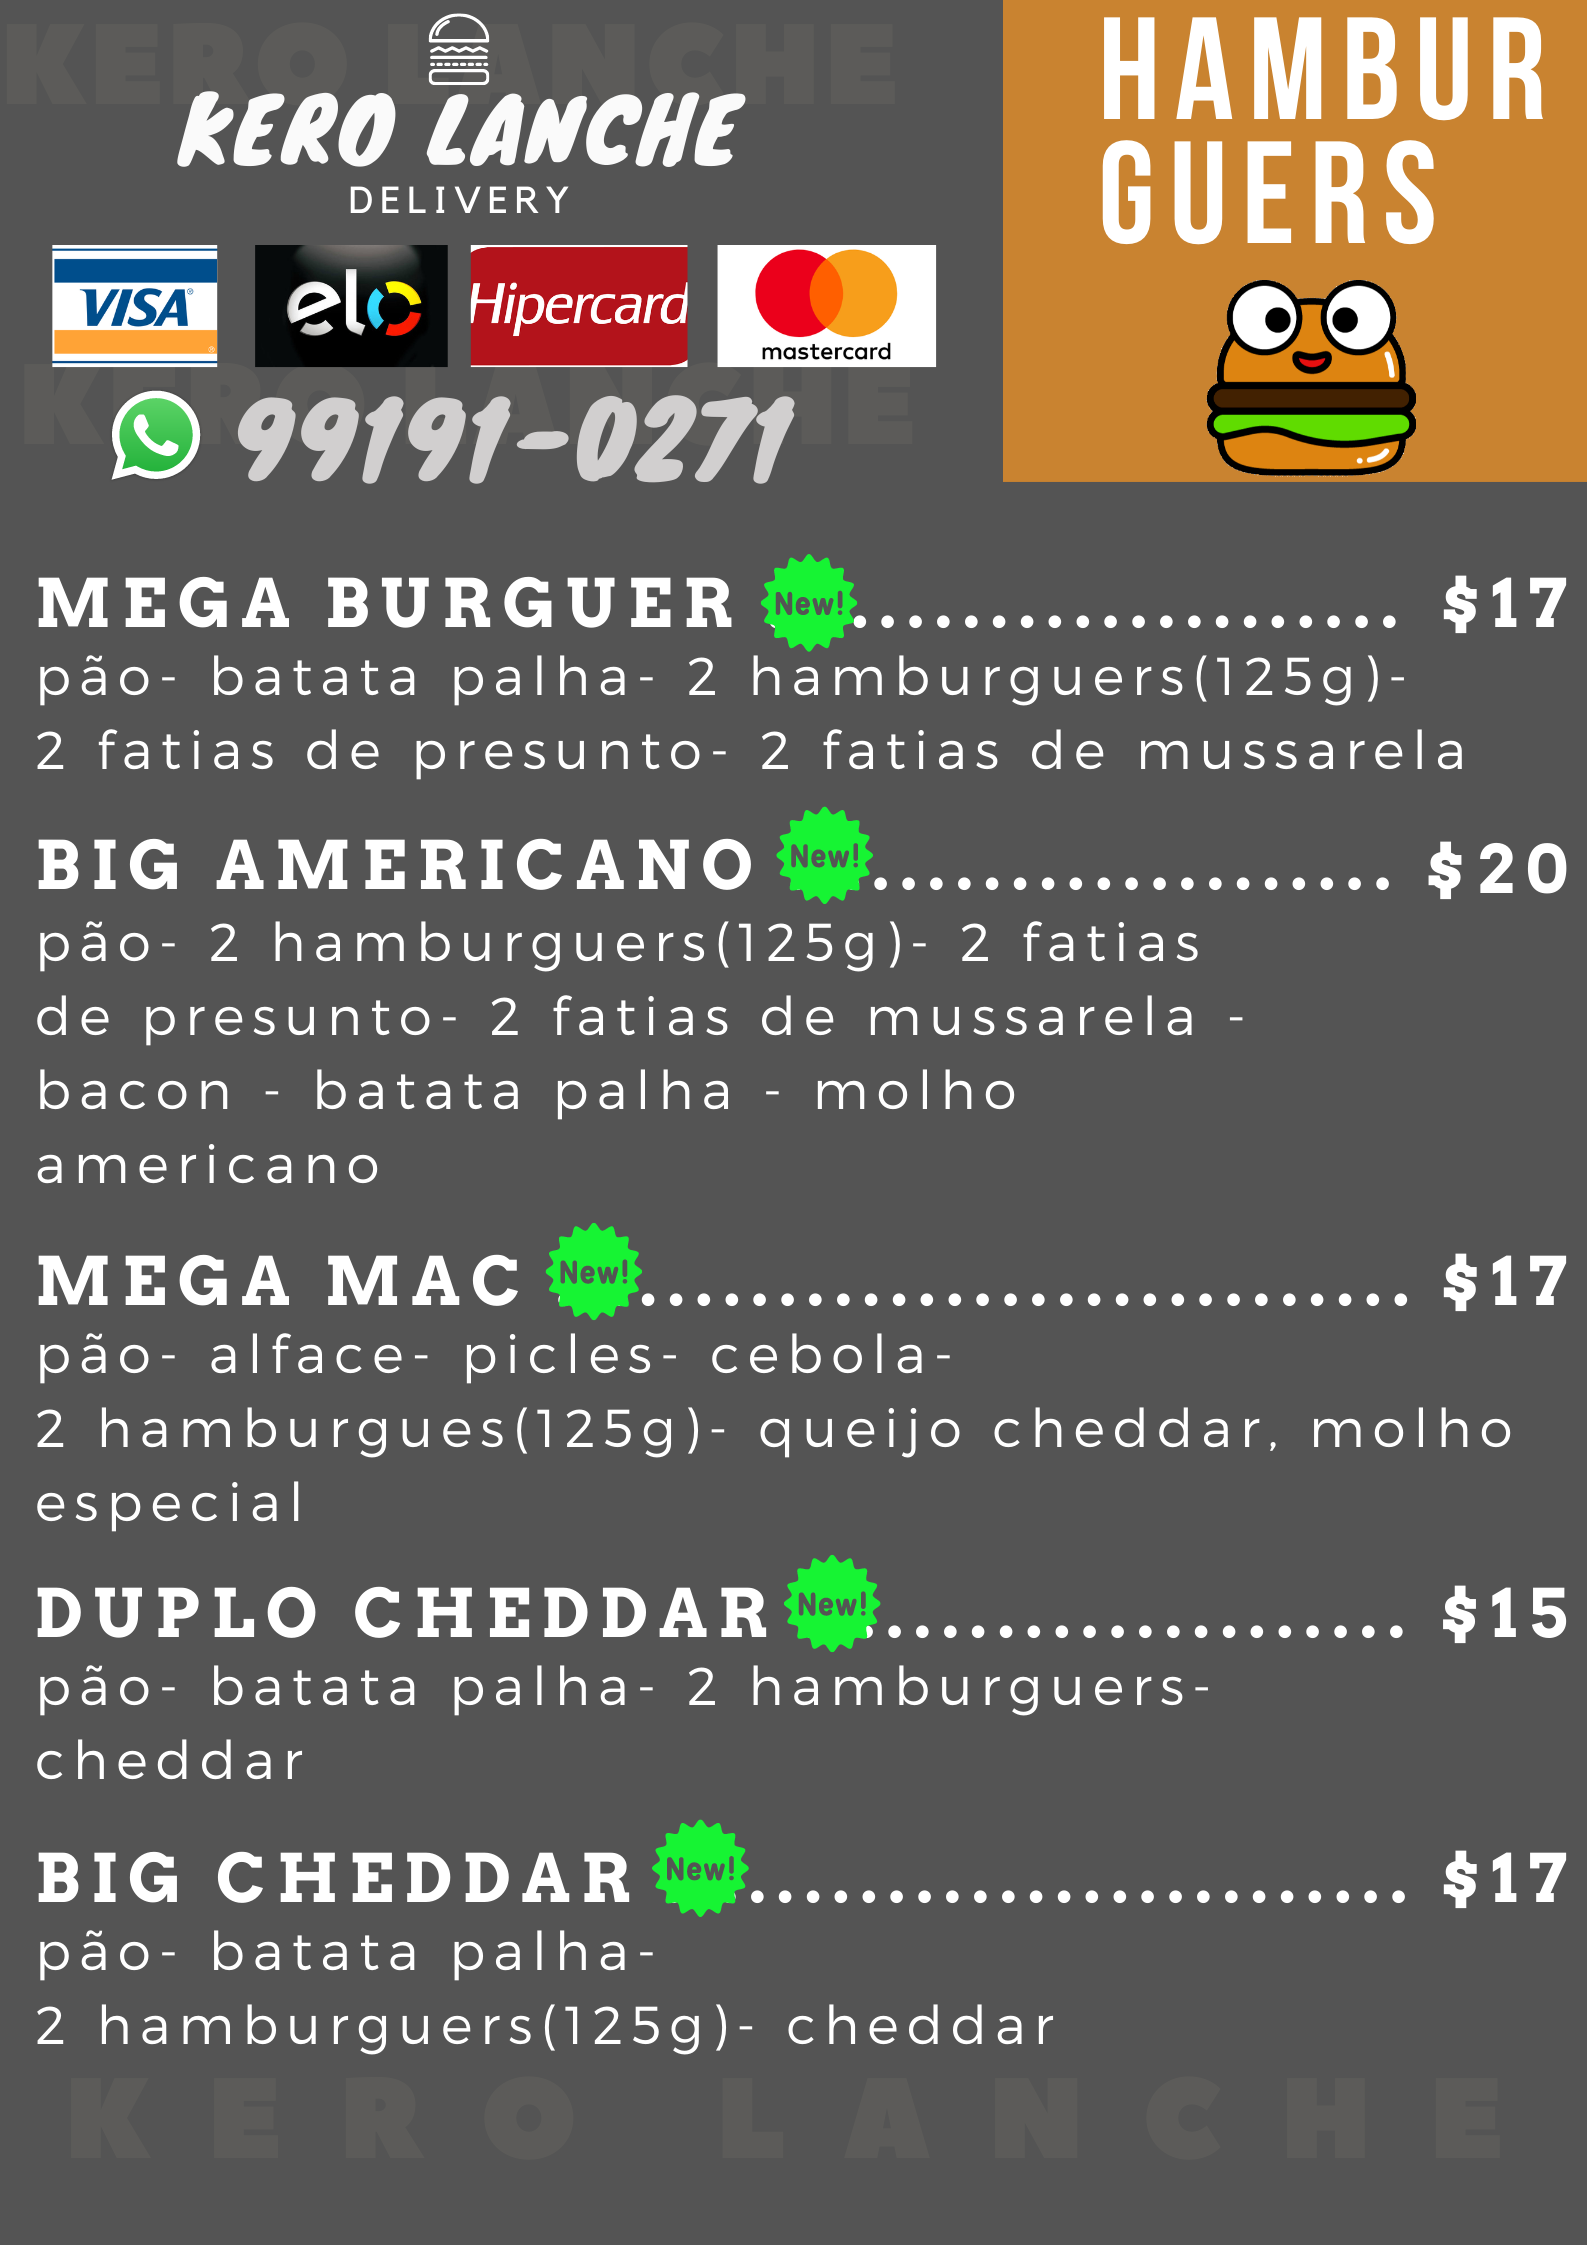 KERO LANCHE
KERO LANCHE
DELIVERY
VISA
elo
Hipercard
mastercard
KERO LANCHE
99191-0271
HAMBUR
GUERS
MEGA BURGUER New! .................... $17
pão- batata palha- 2 hamburguers(125g)-
2 fatias de presunto- 2 fatias de mussarela
BIG AMERICANO New! ................... $20
pão- 2 hamburguers(125g)- 2 fatias
de presunto- 2 fatias de mussarela -
bacon - batata palha - molho
americano
MEGA MAC New! ............................ $17
pão- alface- picles- cebola-
2 hamburgues(125g)- queijo cheddar, molho
especial
DUPLO CHEDDAR New! .................... $15
pão- batata palha- 2 hamburguers-
cheddar
BIG CHEDDAR New! ........................ $17
pão- batata palha-
2 hamburguers(125g)- cheddar
KERO LANCHE